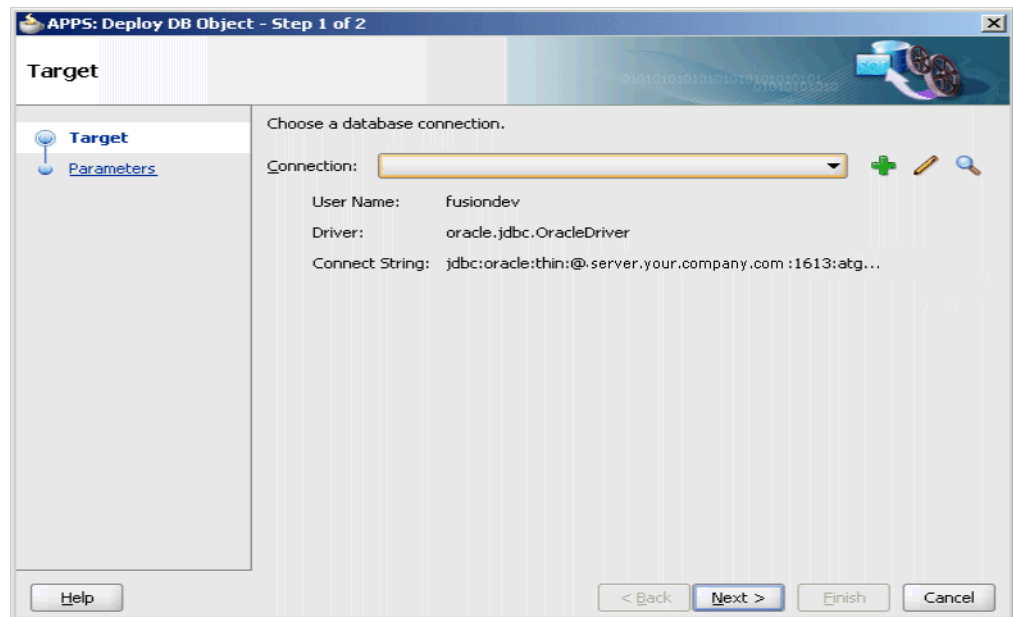 APPS: Deploy DB Object - Step 1 of 2
Target
Target
Parameters
Choose a database connection.
Connection:
User Name: fusiondev
Driver: oracle.jdbc.OracleDriver
Connect String: jdbc:oracle:thin:@.server.your.company.com :1613:atg...
Help
< Back
Next >
Finish
Cancel